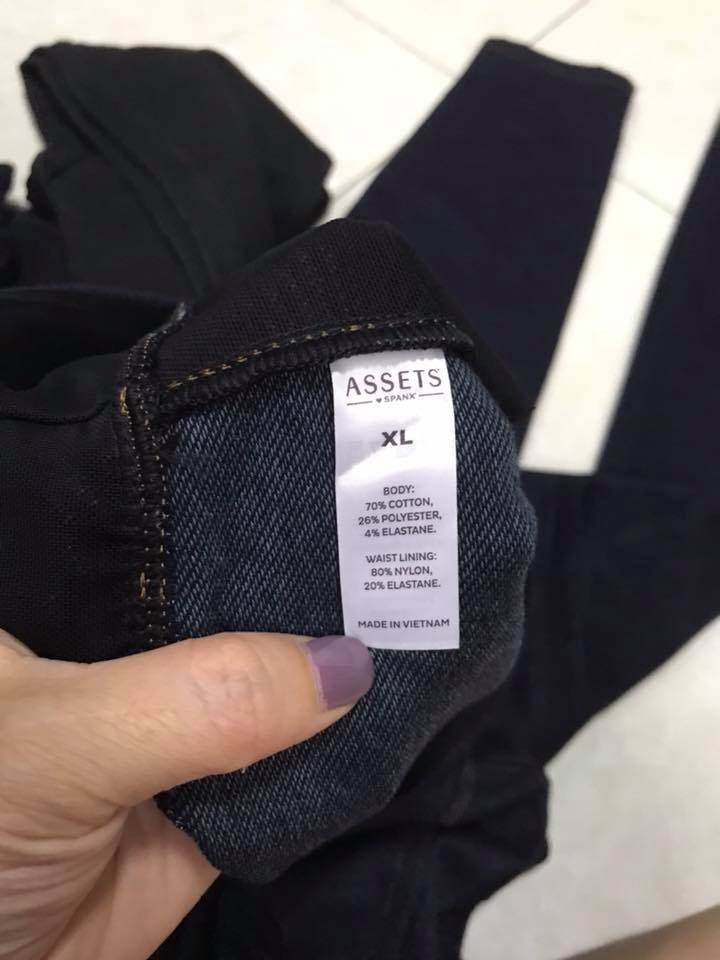 ASSETS
♥ SPANX
XL
BODY:
70% COTTON,
26% POLYESTER,
4% ELASTANE.
WAIST LINING:
80% NYLON,
20% ELASTANE.
MADE IN VIETNAM